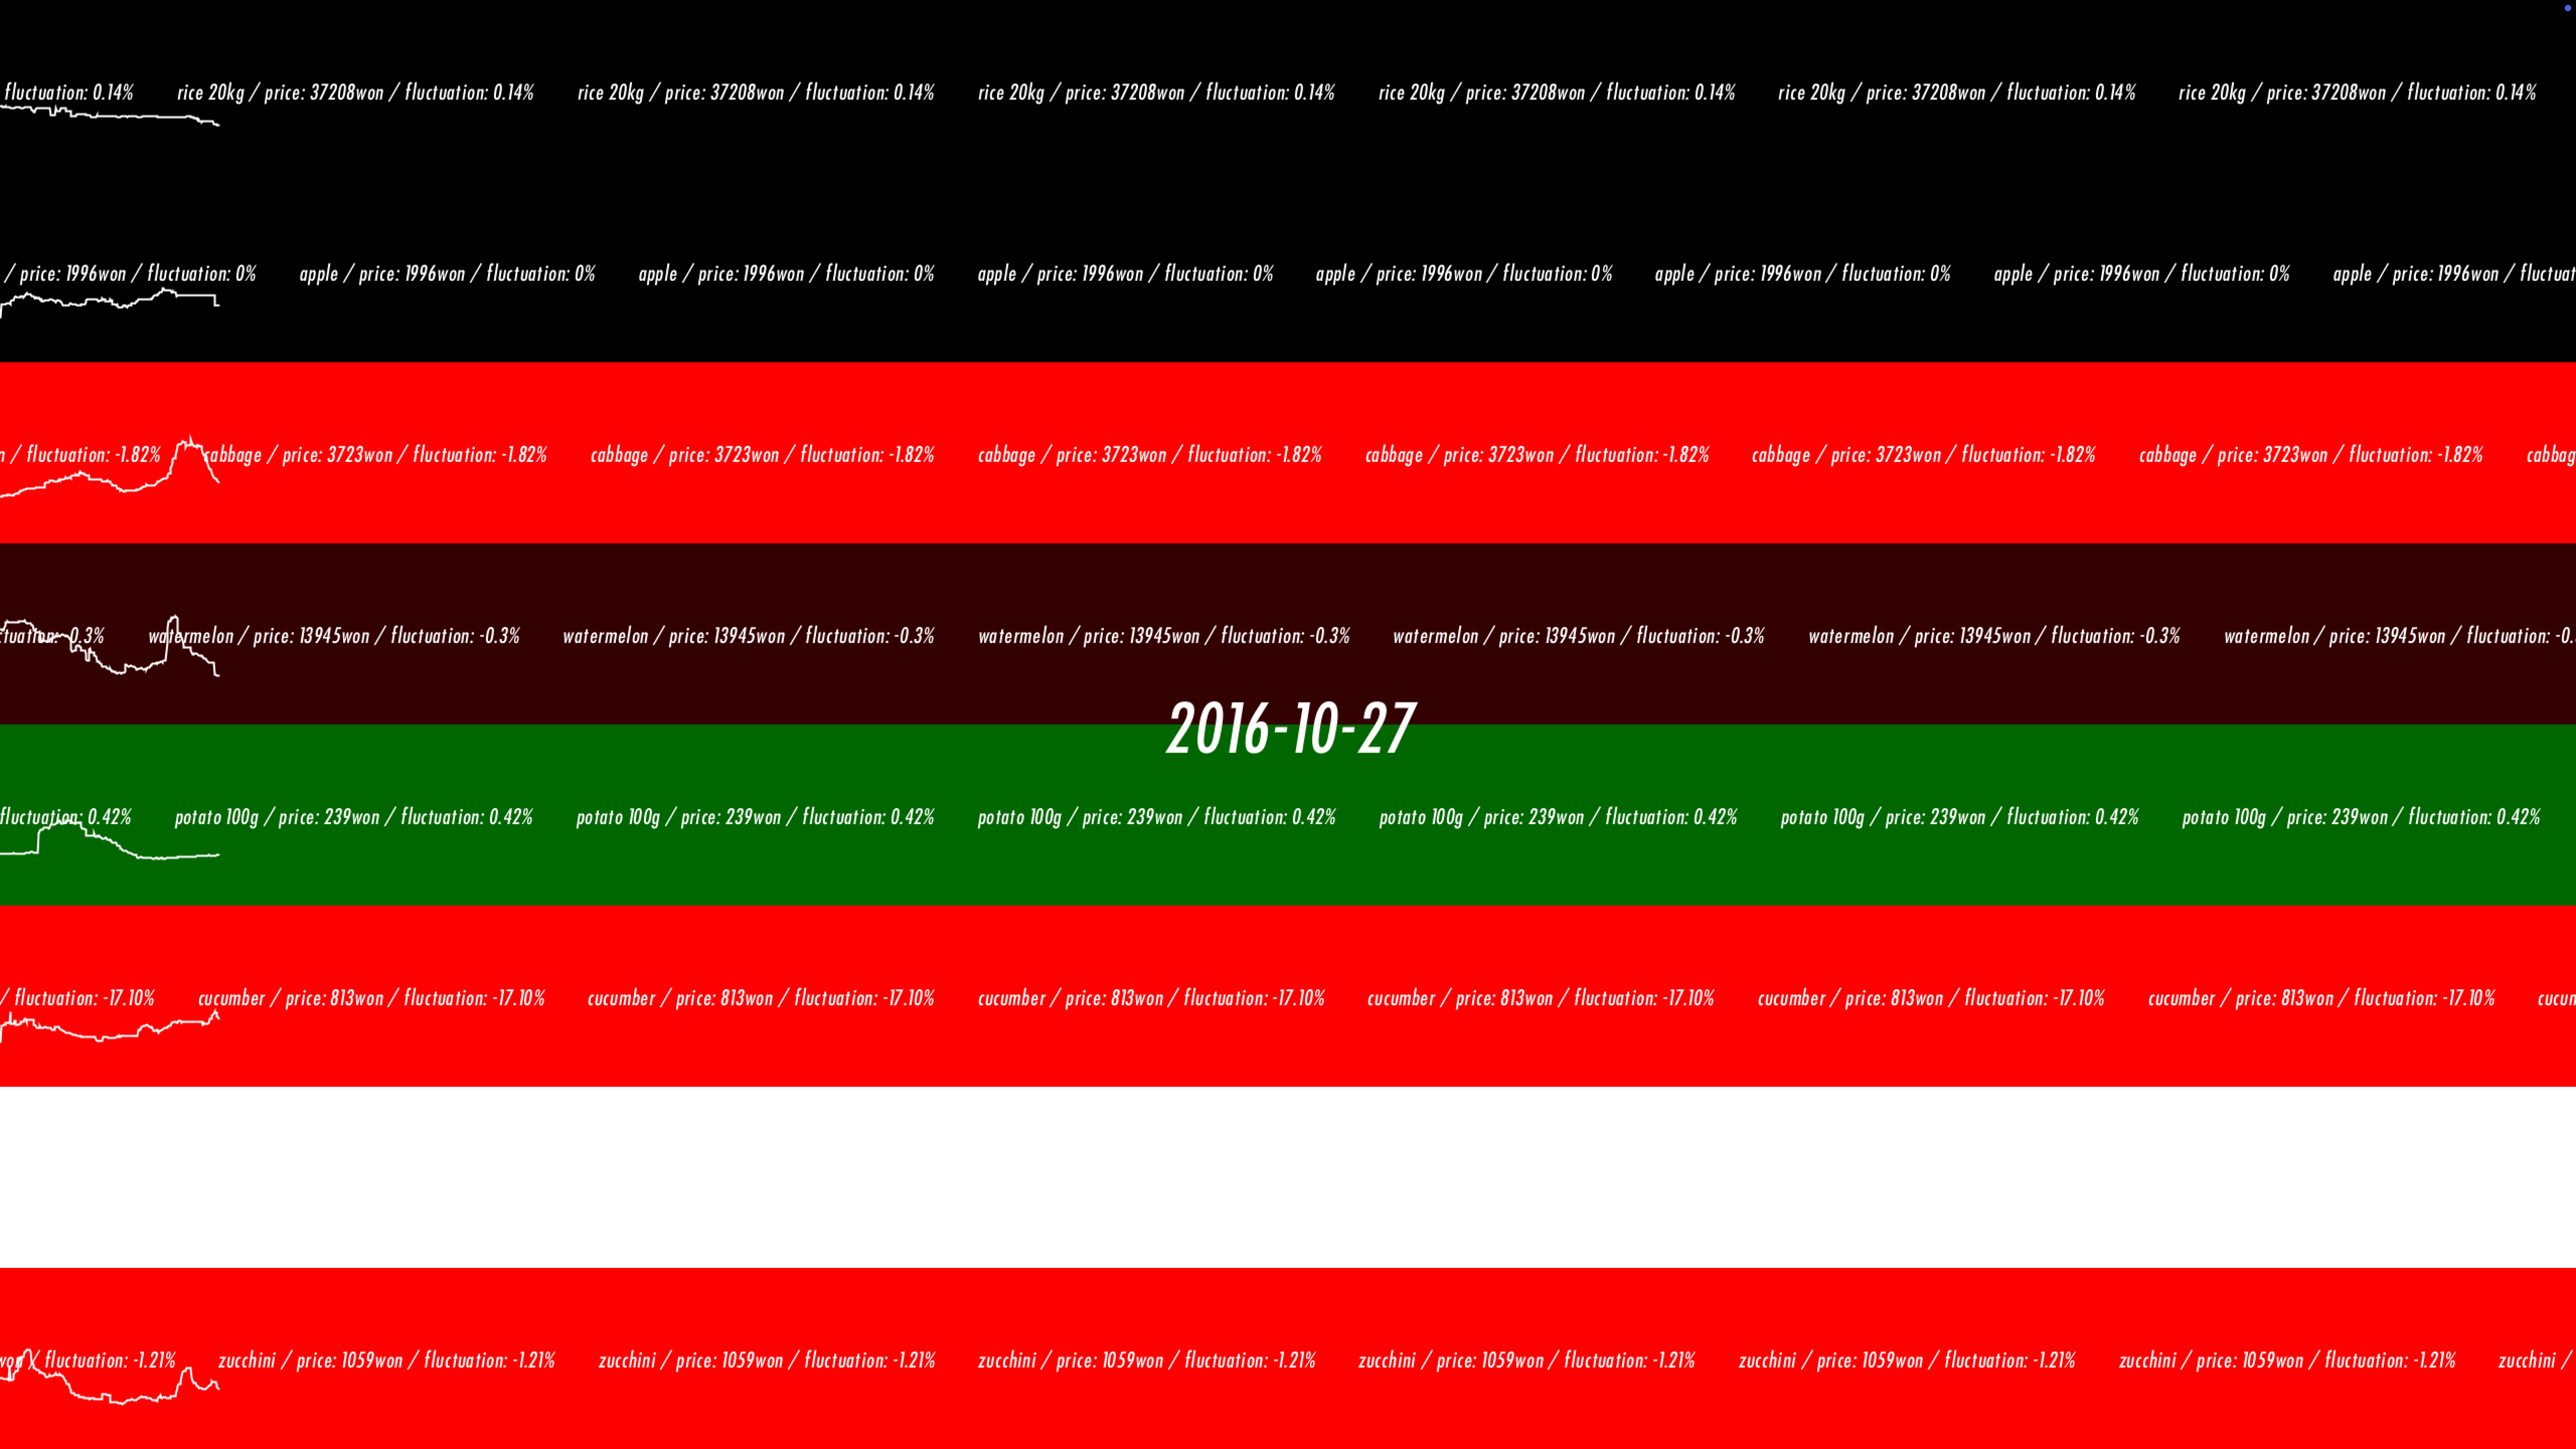 fluctuation: 0.14% rice 20kg / price: 37208won / fluctuation: 0.14% rice 20kg / price: 37208won / fluctuation: 0.14% rice 20kg / price: 37208won / fluctuation: 0.14% rice 20kg / price: 37208won / fluctuation: 0.14% rice 20kg / price: 37208won / fluctuation: 0.14% rice 20kg / price: 37208won / fluctuation: 0.14%
/ price: 1996won / fluctuation: 0% apple / price: 1996won / fluctuation: 0% apple / price: 1996won / fluctuation: 0% apple / price: 1996won / fluctuation: 0% apple / price: 1996won / fluctuation: 0% apple / price: 1996won / fluctuation: 0% apple / price: 1996won / fluctuation: 0% apple / price: 1996won / fluctuat
n / fluctuation: -1.82% cabbage / price: 3723won / fluctuation: -1.82% cabbage / price: 3723won / fluctuation: -1.82% cabbage / price: 3723won / fluctuation: -1.82% cabbage / price: 3723won / fluctuation: -1.82% cabbage / price: 3723won / fluctuation: -1.82% cabbage / price: 3723won / fluctuation: -1.82% cabbag
ctuation: -0.3% watermelon / price: 13945won / fluctuation: -0.3% watermelon / price: 13945won / fluctuation: -0.3% watermelon / price: 13945won / fluctuation: -0.3% watermelon / price: 13945won / fluctuation: -0.3% watermelon / price: 13945won / fluctuation: -0.3% watermelon / price: 13945won / fluctuation: -0.
2016-10-27
fluctuation: 0.42% potato 100g / price: 239won / fluctuation: 0.42% potato 100g / price: 239won / fluctuation: 0.42% potato 100g / price: 239won / fluctuation: 0.42% potato 100g / price: 239won / fluctuation: 0.42% potato 100g / price: 239won / fluctuation: 0.42% potato 100g / price: 239won / fluctuation: 0.42%
/ fluctuation: -17.10% cucumber / price: 813won / fluctuation: -17.10% cucumber / price: 813won / fluctuation: -17.10% cucumber / price: 813won / fluctuation: -17.10% cucumber / price: 813won / fluctuation: -17.10% cucumber / price: 813won / fluctuation: -17.10% cucumber / price: 813won / fluctuation: -17.10% cucum
won / fluctuation: -1.21% zucchini / price: 1059won / fluctuation: -1.21% zucchini / price: 1059won / fluctuation: -1.21% zucchini / price: 1059won / fluctuation: -1.21% zucchini / price: 1059won / fluctuation: -1.21% zucchini / price: 1059won / fluctuation: -1.21% zucchini / price: 1059won / fluctuation: -1.21% zucchini /